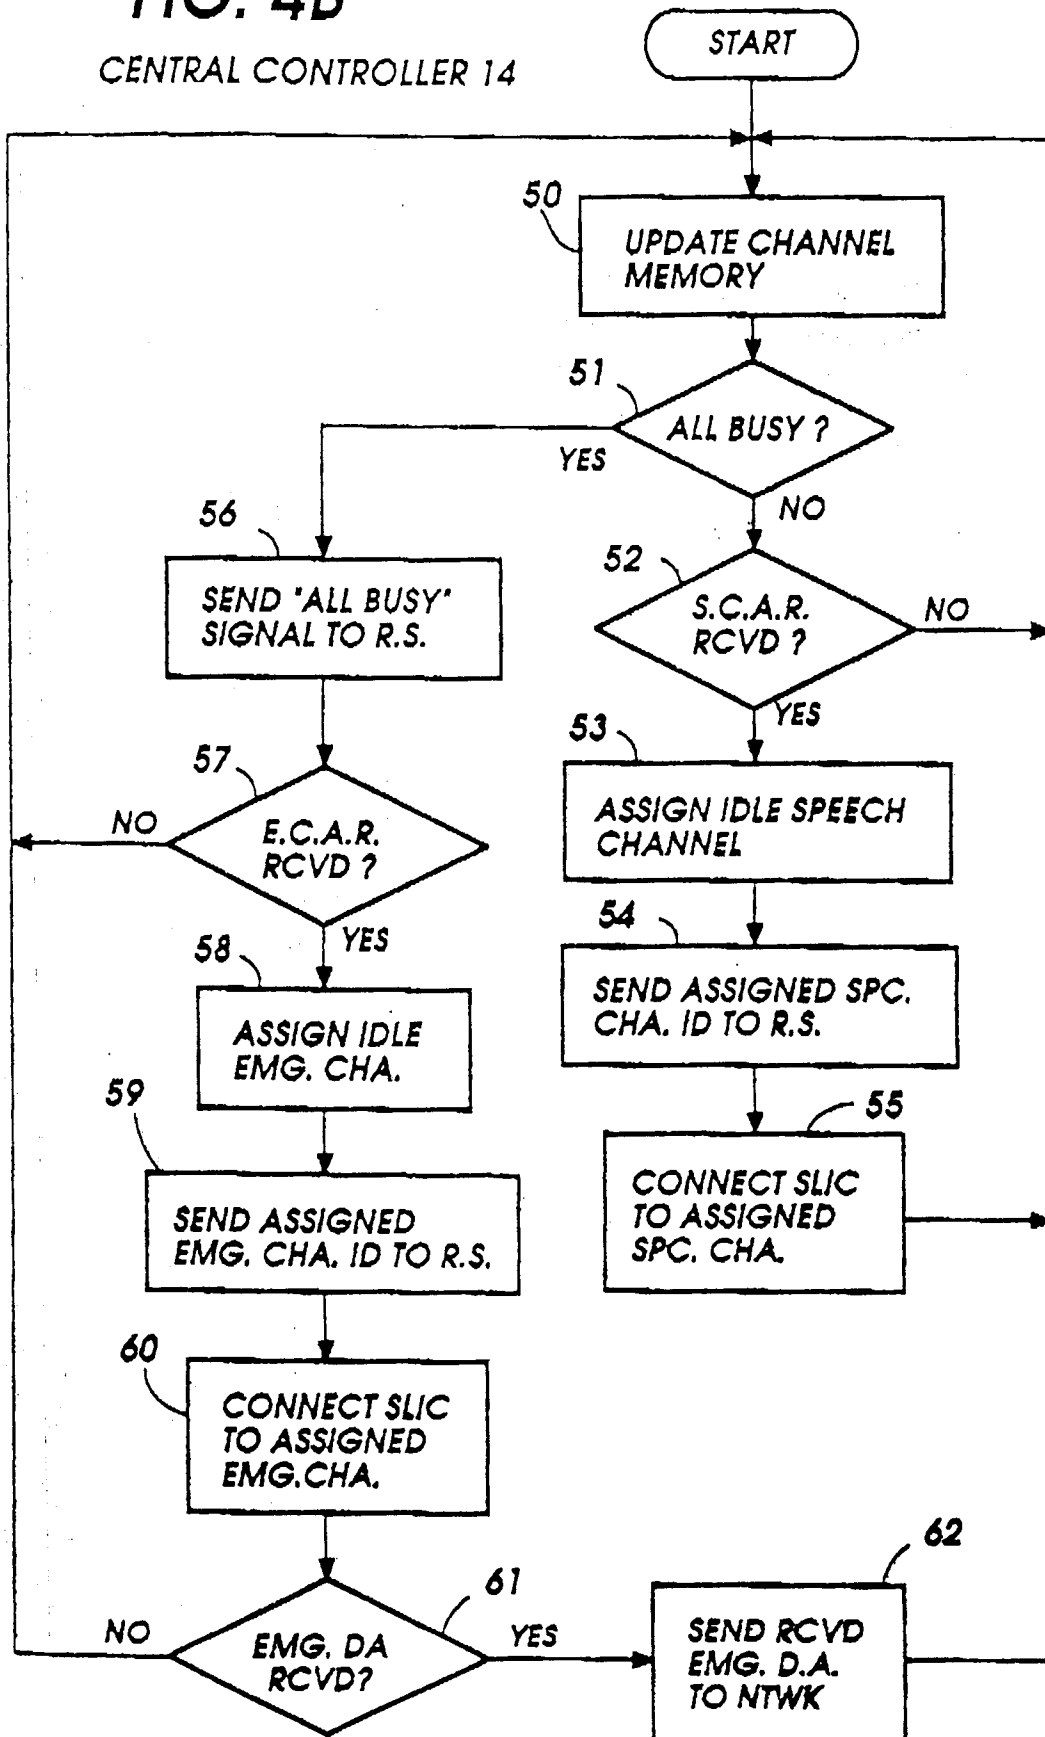 FIG. 4B
CENTRAL CONTROLLER 14
START
50
UPDATE CHANNEL
MEMORY
51
ALL BUSY ?
YES
NO
56
SEND "ALL BUSY"
SIGNAL TO R.S.
52
S.C.A.R.
RCVD ?
NO
YES
57
E.C.A.R.
RCVD ?
NO
YES
53
ASSIGN IDLE SPEECH
CHANNEL
58
ASSIGN IDLE
EMG. CHA.
54
SEND ASSIGNED SPC.
CHA. ID TO R.S.
59
SEND ASSIGNED
EMG. CHA. ID TO R.S.
55
CONNECT SLIC
TO ASSIGNED
SPC. CHA.
60
CONNECT SLIC
TO ASSIGNED
EMG.CHA.
61
EMG. DA
RCVD?
NO
YES
62
SEND RCVD
EMG. D.A.
TO NTWK